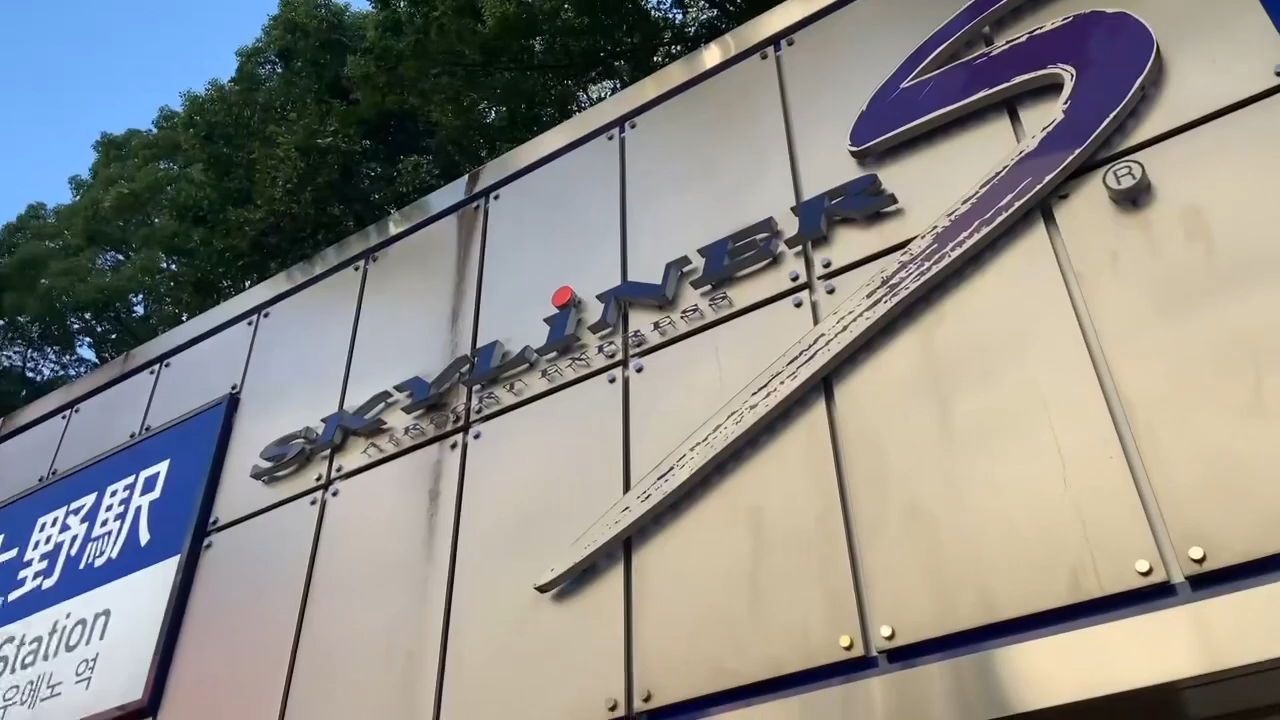 SKYLiNER
AIRPORT EXPRESS
®
野駅
Station
우에노 역